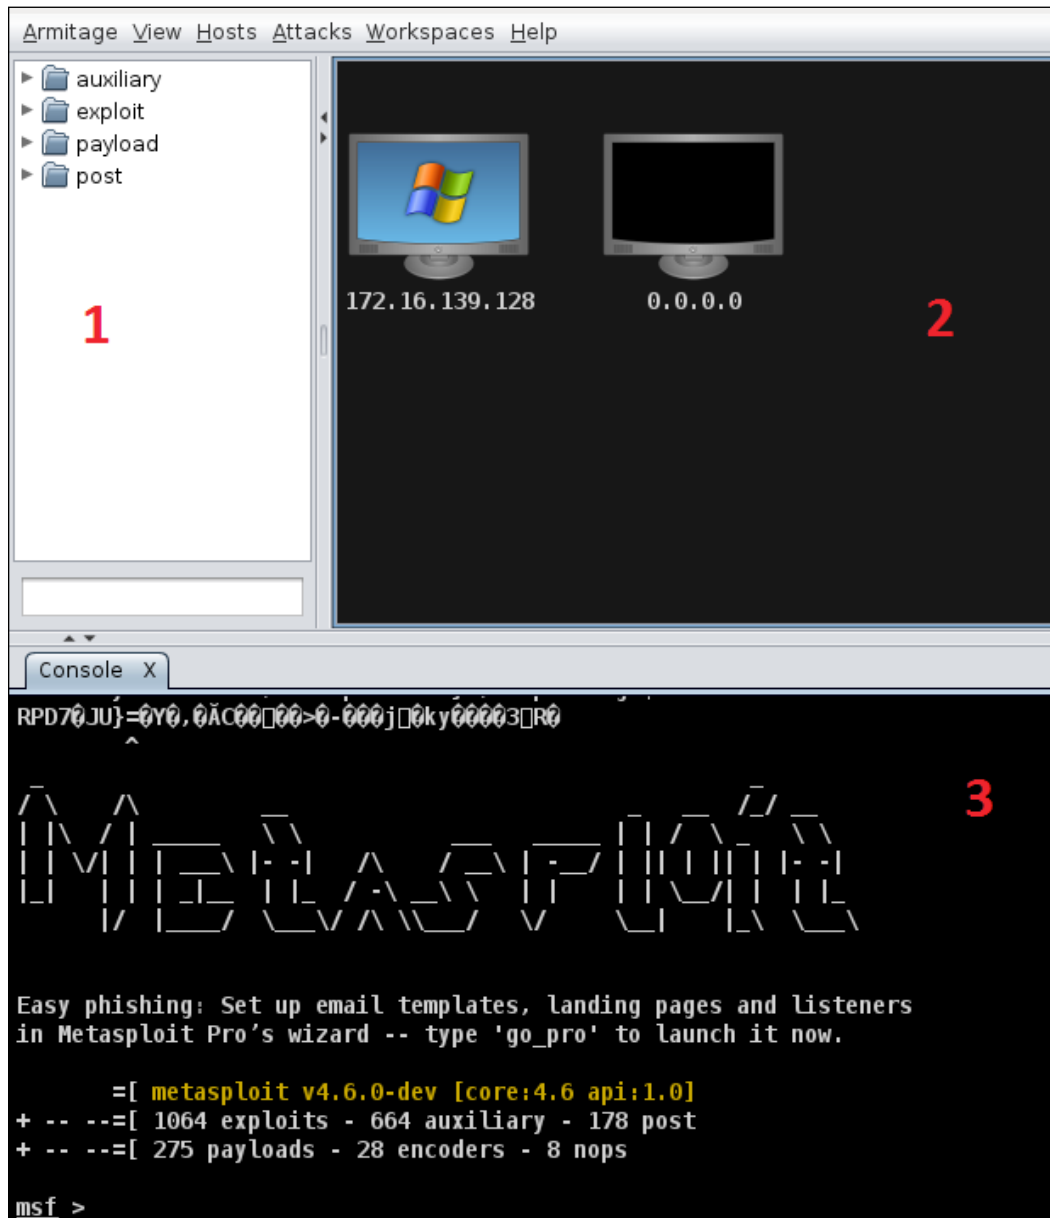 Armitage View Hosts Attacks Workspaces Help
auxiliary
exploit
payload
post
1
172.16.139.128
0.0.0.0
2
Console X
3
Metasploit
Easy phishing: Set up email templates, landing pages and listeners
in Metasploit Pro’s wizard -- type 'go_pro' to launch it now.
=[ metasploit v4.6.0-dev [core:4.6 api:1.0]
+ -- --=[ 1064 exploits - 664 auxiliary - 178 post
+ -- --=[ 275 payloads - 28 encoders - 8 nops
msf >